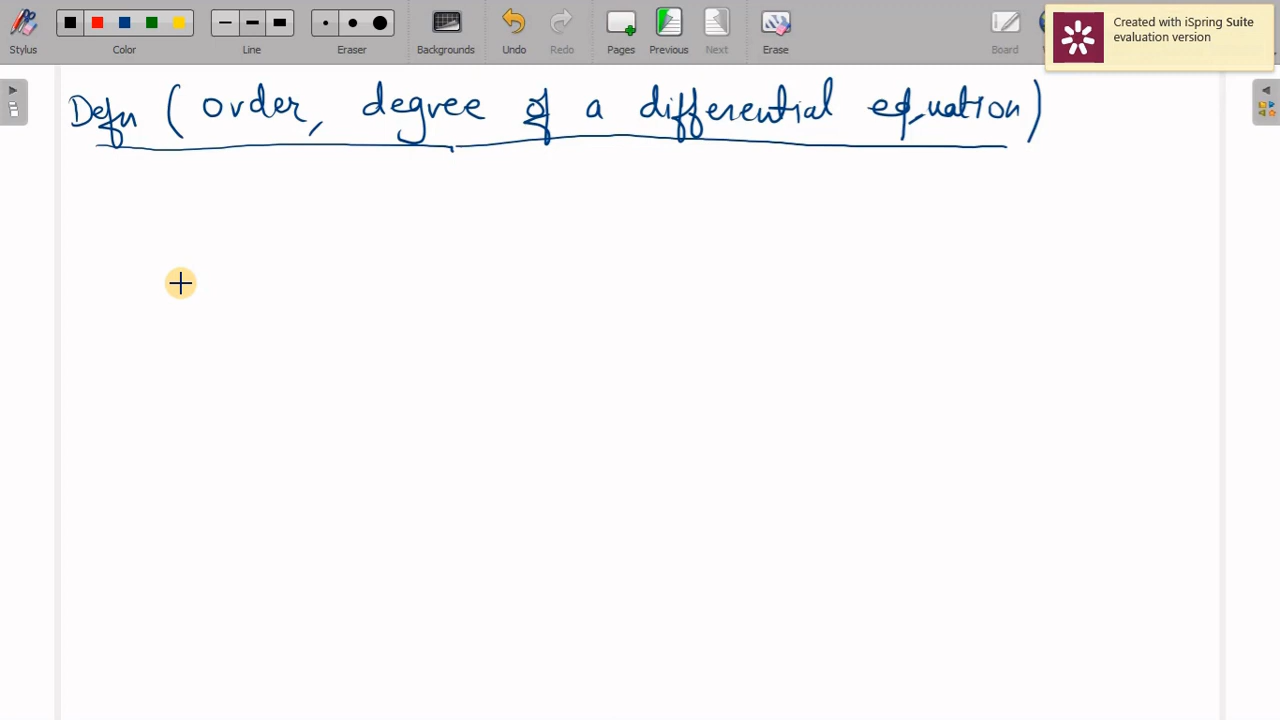 Stylus
Color
Line
Eraser
Backgrounds
Undo
Redo
Pages
Previous
Next
Erase
Board
Created with iSpring Suite
evaluation version
Defn ( order, degree of a differential equation)